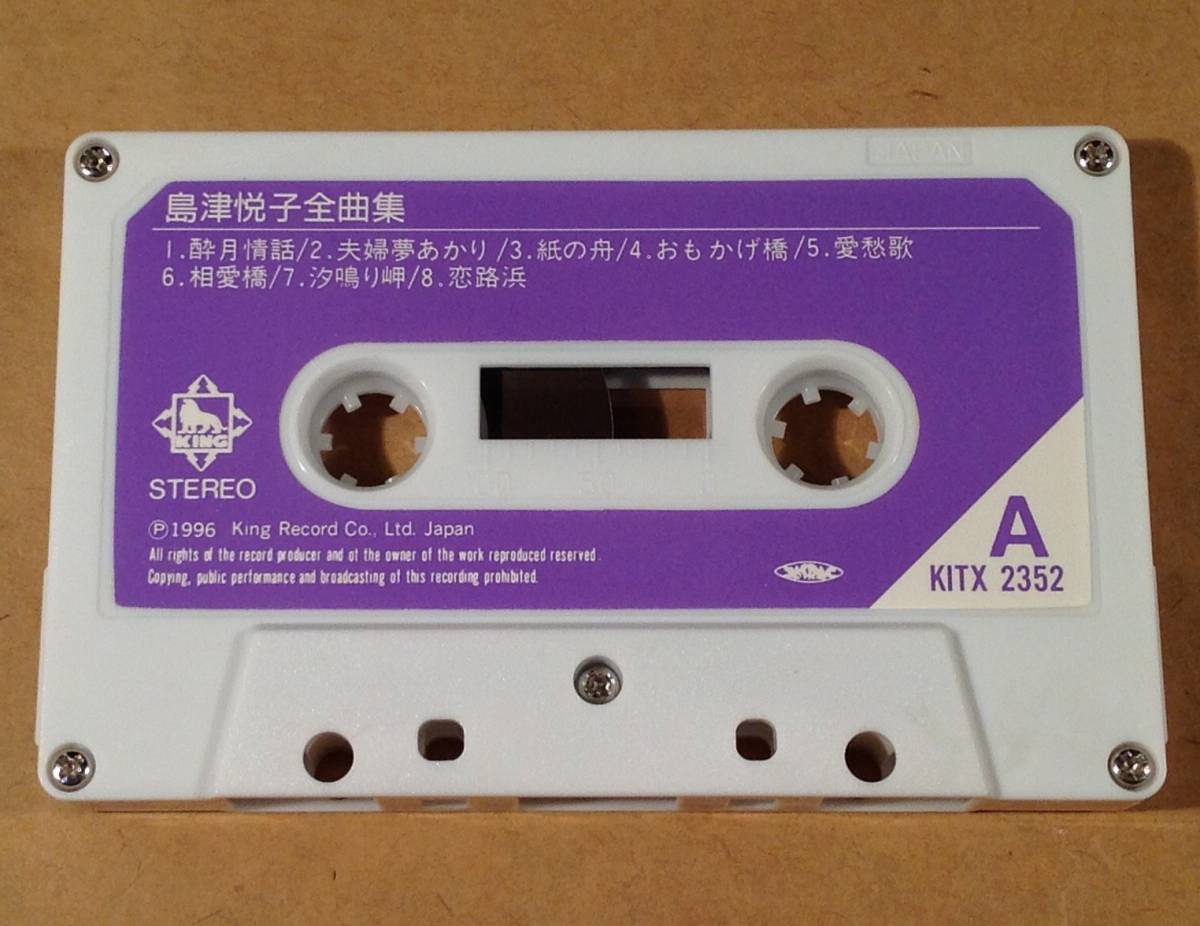 JAPAN
島津悦子全曲集
1.酔月情話/2.夫婦夢あかり/3.紙の舟/4.おもかげ橋/5.愛愁歌
6.相愛橋/7.汐鳴り岬/8.恋路浜
KING
STEREO
Ⓟ1996 King Record Co., Ltd. Japan
All rights of the record producer and of the owner of the work reproduced reserved.
Copying, public performance and broadcasting of this recording prohibited.
A
KITX 2352